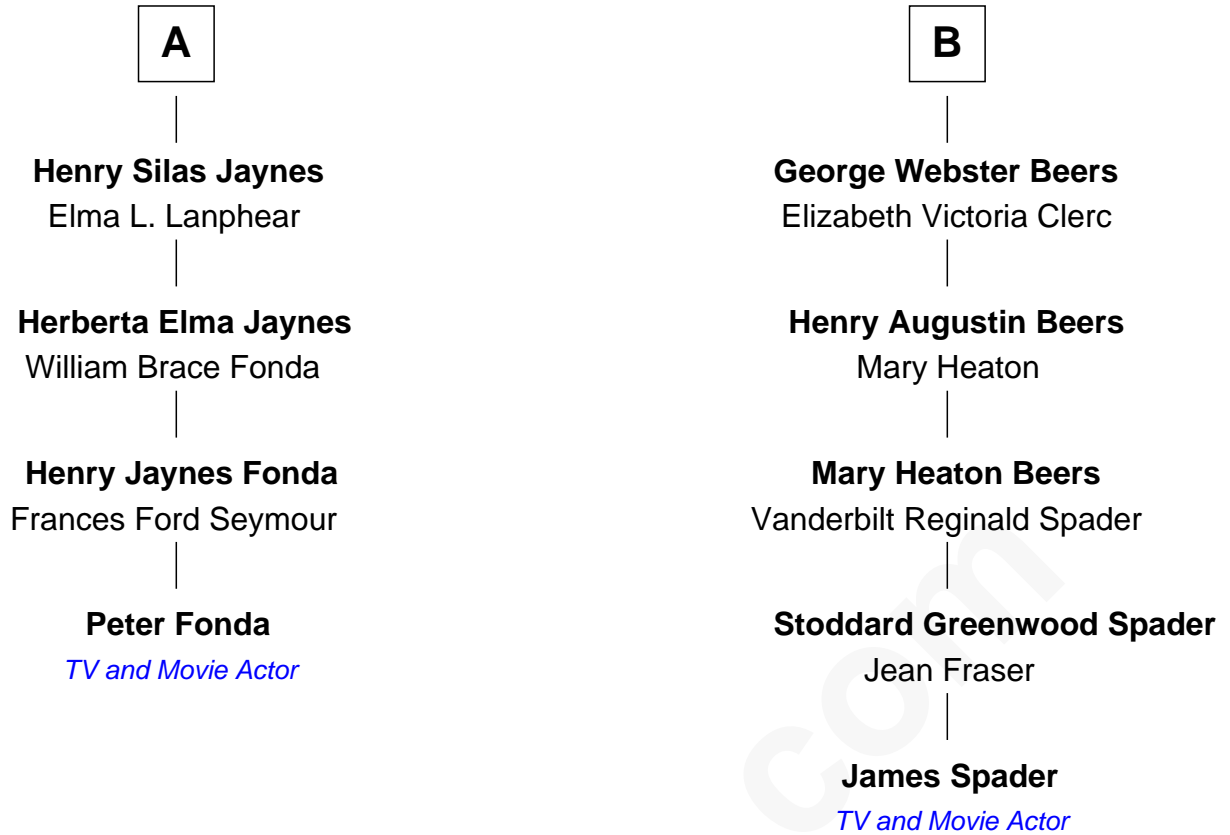 A
Henry Silas Jaynes
Elma L. Lanphear
Herberta Elma Jaynes
William Brace Fonda
Henry Jaynes Fonda
Frances Ford Seymour
Peter Fonda
TV and Movie Actor
B
George Webster Beers
Elizabeth Victoria Clerc
Henry Augustin Beers
Mary Heaton
Mary Heaton Beers
Vanderbilt Reginald Spader
Stoddard Greenwood Spader
Jean Fraser
James Spader
TV and Movie Actor
com